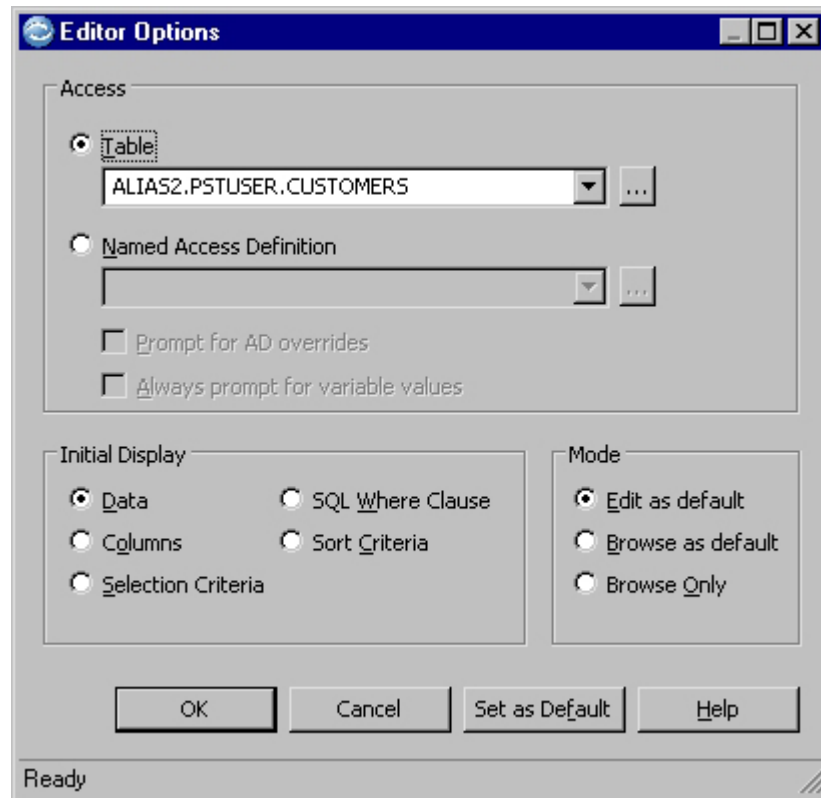 Editor Options
Access
Table
ALIAS2.PSTUSER.CUSTOMERS
...
Named Access Definition
...
Prompt for AD overrides
Always prompt for variable values
Initial Display
Data
SQL Where Clause
Columns
Sort Criteria
Selection Criteria
Mode
Edit as default
Browse as default
Browse Only
OK
Cancel
Set as Default
Help
Ready